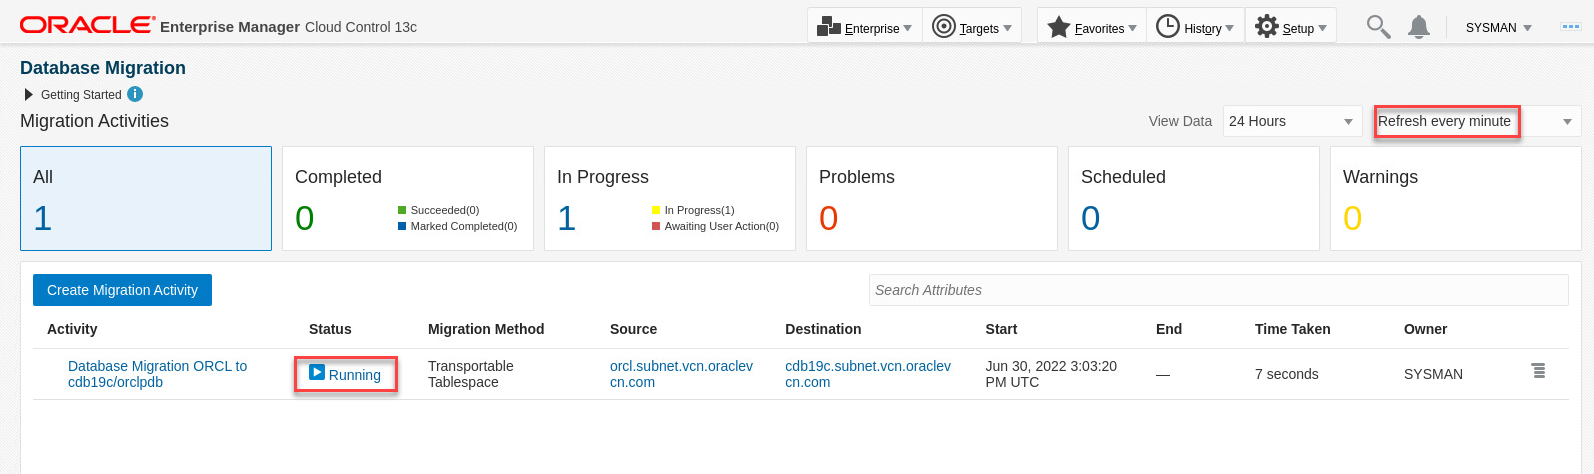 ORACLE Enterprise Manager Cloud Control 13c
Enterprise Targets Favorites History Setup SYSMAN
Database Migration
Getting Started
Migration Activities
View Data 24 Hours Refresh every minute
All
1
Completed
0
Succeeded(0)
Marked Completed(0)
In Progress
1
In Progress(1)
Awaiting User Action(0)
Problems
0
Scheduled
0
Warnings
0
Create Migration Activity Search Attributes
Activity Status Migration Method Source Destination Start End Time Taken Owner
Database Migration ORCL to
cdb19c/orclpdb
Running
Transportable
Tablespace
orcl.subnet.vcn.oraclev
cn.com
cdb19c.subnet.vcn.oraclev
cn.com
Jun 30, 2022 3:03:20
PM UTC
—
7 seconds
SYSMAN